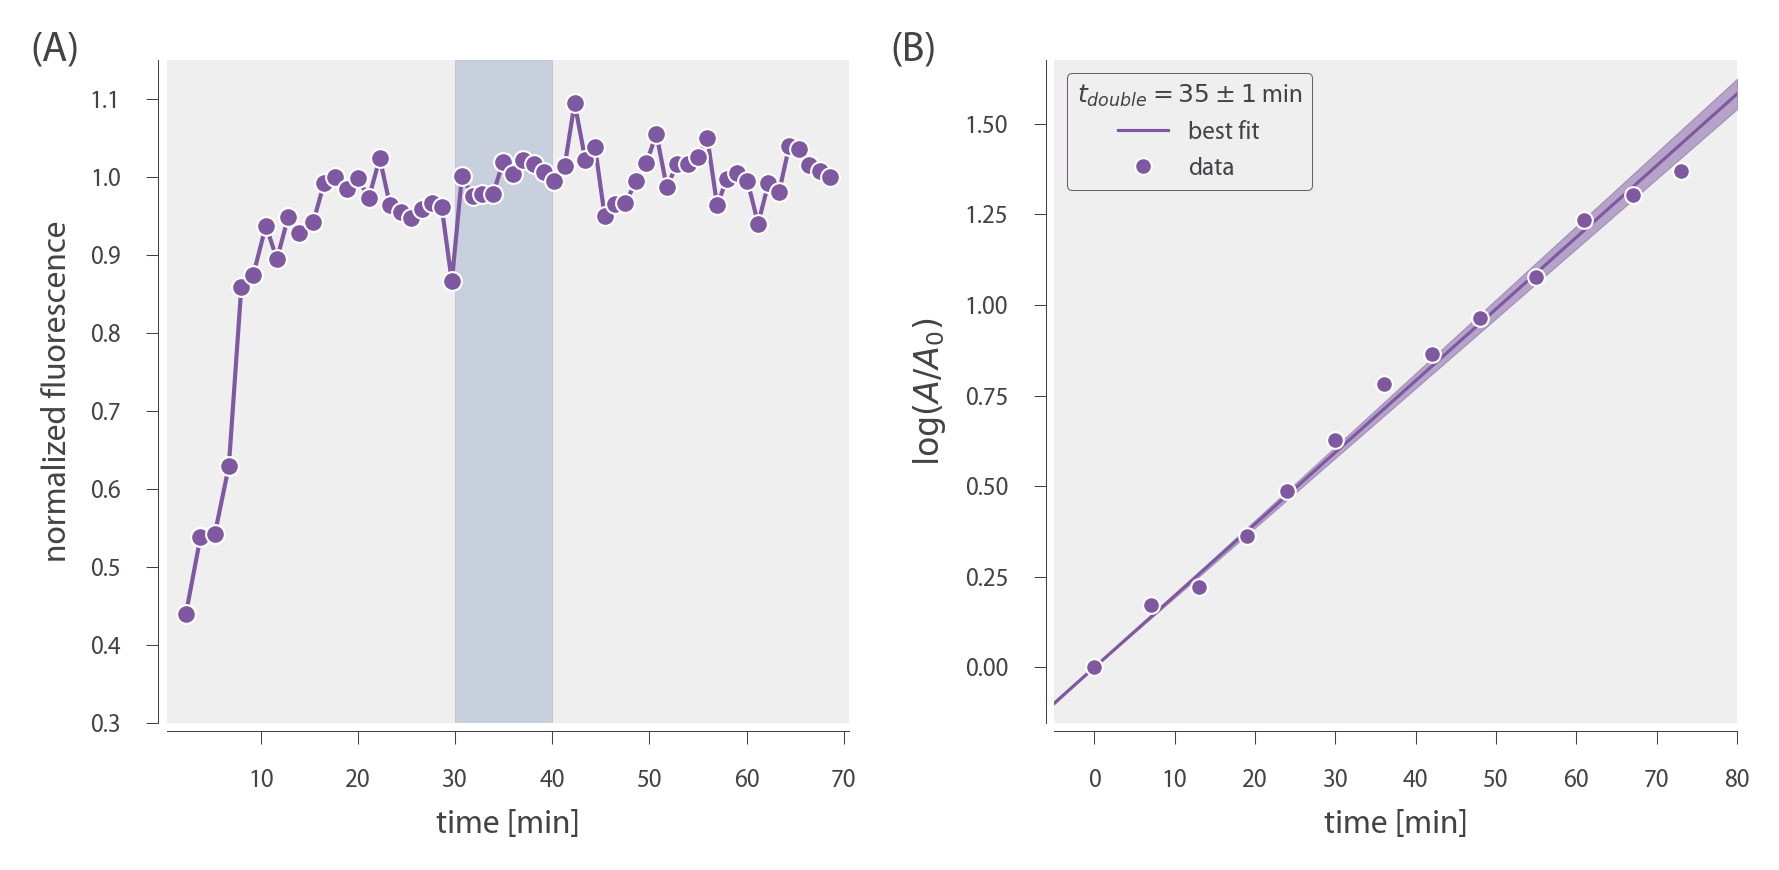 (A)
normalized fluorescence
1.1
1.0
0.9
0.8
0.7
0.6
0.5
0.4
0.3
10 20 30 40 50 60 70
time [min]
(B)
log(A/A₀)
1.50
1.25
1.00
0.75
0.50
0.25
0.00
t_double = 35 ± 1 min
best fit
data
0 10 20 30 40 50 60 70 80
time [min]